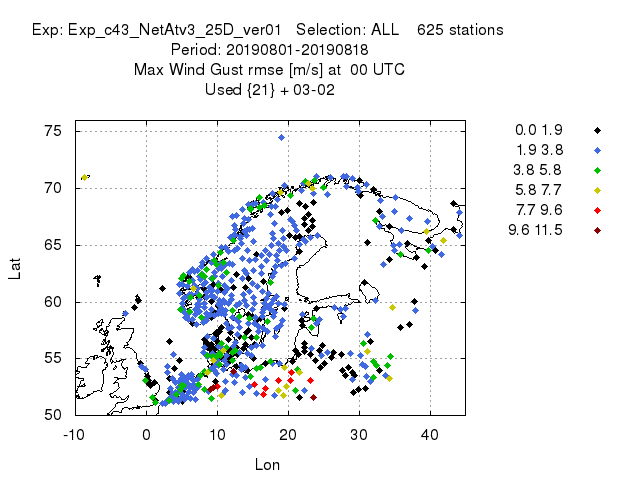 Exp: Exp_c43_NetAtv3_25D_ver01 Selection: ALL 625 stations
Period: 20190801-20190818
Max Wind Gust rmse [m/s] at 00 UTC
Used {21} + 03-02
75
70
65
60
55
50
-10 0 10 20 30 40
Lat
Lon
0.0 1.9
1.9 3.8
3.8 5.8
5.8 7.7
7.7 9.6
9.6 11.5